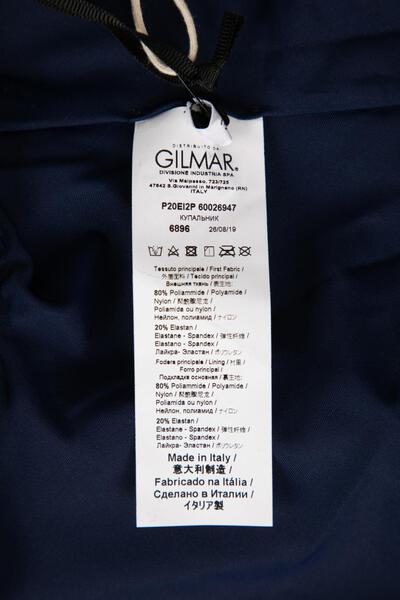 DISTRIBUITO DA:
GILMAR®
DIVISIONE INDUSTRIA SPA
Via Malpasso, 723/725
47842 S.Giovanni in Marignano (RN)
ITALY
P20EI2P 60026947
КУПАЛЬНИК
6896 26/08/19
Tessuto principale / First Fabric /
外層面料 / Tecido principal /
Внешняя ткань / 表生地:
80% Poliammide / Polyamide /
Nylon / 聚酰胺尼龙 /
Poliamida ou nylon /
Нейлон, полиамид / ナイロン
20% Elastan /
Elastane - Spandex / 弹性纤维 /
Elastano - Spandex /
Лайкра- Эластан / ポリウレタン
Fodera principale / Lining / 衬里 /
Forro principal /
Подкладка основная / 裏生地:
80% Poliammide / Polyamide /
Nylon / 聚酰胺尼龙 /
Poliamida ou nylon /
Нейлон, полиамид / ナイロン
20% Elastan /
Elastane - Spandex / 弹性纤维 /
Elastano - Spandex /
Лайкра- Эластан / ポリウレタン
Made in Italy /
意大利制造 /
Fabricado na Itália /
Сделано в Италии /
イタリア製